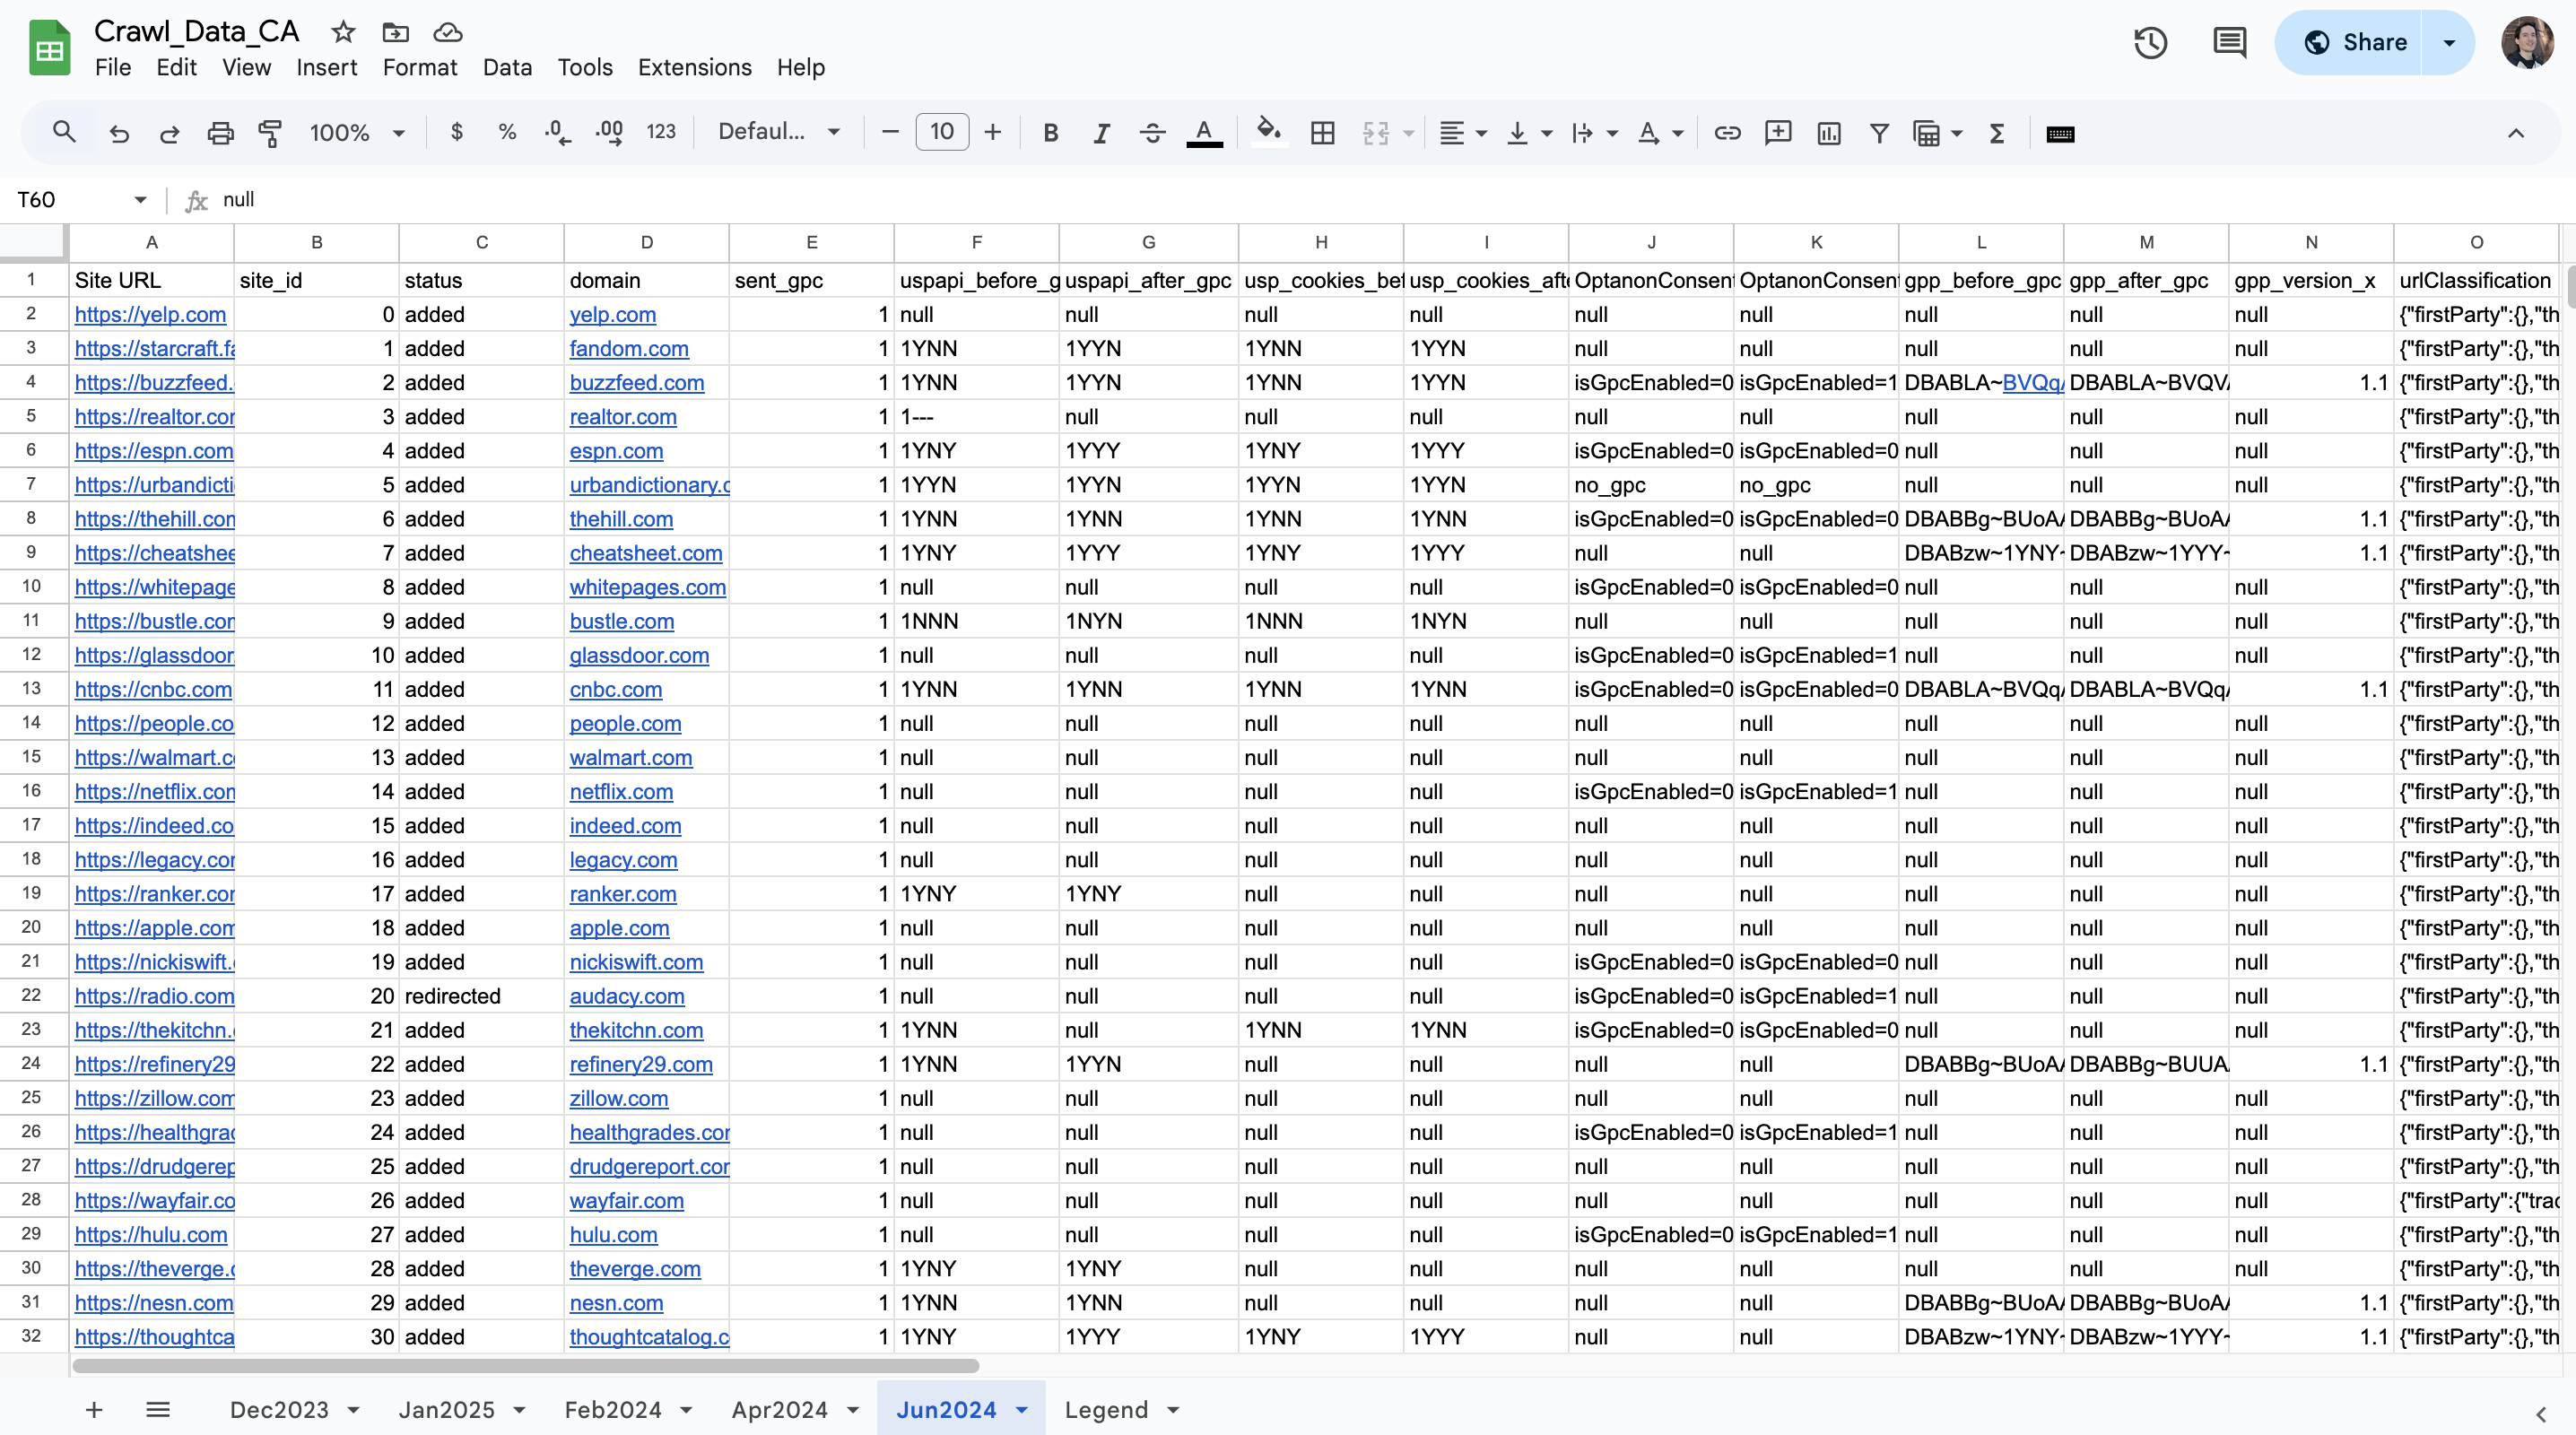 Crawl_Data_CA
File Edit View Insert Format Data Tools Extensions Help
Share
100% $ % .0 .00 123 Defaul... 10 B I A
T60 fx null
A B C D E F G H I J K L M N O
1 Site URL site_id status domain sent_gpc uspapi_before_g uspapi_after_gpc usp_cookies_bef usp_cookies_afte OptanonConsent OptanonConsent gpp_before_gpc gpp_after_gpc gpp_version_x urlClassification
2 https://yelp.com 0 added yelp.com 1 null null null null null null null null null {"firstParty":{},"th
3 https://starcraft.fa 1 added fandom.com 1 1YNN 1YYN 1YNN 1YYN null null null null null {"firstParty":{},"th
4 https://buzzfeed. 2 added buzzfeed.com 1 1YNN 1YYN 1YNN 1YYN isGpcEnabled=0 isGpcEnabled=1 DBABLA~BVQqA DBABLA~BVQVA 1.1 {"firstParty":{},"th
5 https://realtor.cor 3 added realtor.com 1 1--- null null null null null null null null {"firstParty":{},"th
6 https://espn.com 4 added espn.com 1 1YNY 1YYY 1YNY 1YYY isGpcEnabled=0 isGpcEnabled=0 null null null {"firstParty":{},"th
7 https://urbandicti 5 added urbandictionary.c 1 1YYN 1YYN 1YYN 1YYN no_gpc no_gpc null null null {"firstParty":{},"th
8 https://thehill.con 6 added thehill.com 1 1YNN 1YNN 1YNN 1YNN isGpcEnabled=0 isGpcEnabled=0 DBABBg~BUoAA DBABBg~BUoAA 1.1 {"firstParty":{},"th
9 https://cheatshee 7 added cheatsheet.com 1 1YNY 1YYY 1YNY 1YYY null null DBABzw~1YNY~ DBABzw~1YYY~ 1.1 {"firstParty":{},"th
10 https://whitepage 8 added whitepages.com 1 null null null null isGpcEnabled=0 isGpcEnabled=0 null null null {"firstParty":{},"th
11 https://bustle.con 9 added bustle.com 1 1NNN 1NYN 1NNN 1NYN null null null null null {"firstParty":{},"th
12 https://glassdoor. 10 added glassdoor.com 1 null null null null isGpcEnabled=0 isGpcEnabled=1 null null null {"firstParty":{},"th
13 https://cnbc.com 11 added cnbc.com 1 1YNN 1YNN 1YNN 1YNN isGpcEnabled=0 isGpcEnabled=0 DBABLA~BVQqA DBABLA~BVQqA 1.1 {"firstParty":{},"th
14 https://people.co 12 added people.com 1 null null null null null null null null null {"firstParty":{},"th
15 https://walmart.c 13 added walmart.com 1 null null null null null null null null null {"firstParty":{},"th
16 https://netflix.con 14 added netflix.com 1 null null null null isGpcEnabled=0 isGpcEnabled=1 null null null {"firstParty":{},"th
17 https://indeed.co 15 added indeed.com 1 null null null null null null null null null {"firstParty":{},"th
18 https://legacy.cor 16 added legacy.com 1 null null null null null null null null null {"firstParty":{},"th
19 https://ranker.cor 17 added ranker.com 1 1YNY 1YNY null null null null null null null {"firstParty":{},"th
20 https://apple.com 18 added apple.com 1 null null null null null null null null null {"firstParty":{},"th
21 https://nickiswift. 19 added nickiswift.com 1 null null null null isGpcEnabled=0 isGpcEnabled=0 null null null {"firstParty":{},"th
22 https://radio.com 20 redirected audacy.com 1 null null null null isGpcEnabled=0 isGpcEnabled=1 null null null {"firstParty":{},"th
23 https://thekitchn. 21 added thekitchn.com 1 1YNN null 1YNN 1YNN isGpcEnabled=0 isGpcEnabled=0 null null null {"firstParty":{},"th
24 https://refinery29 22 added refinery29.com 1 1YNN 1YYN null null null null DBABBg~BUoAA DBABBg~BUUA 1.1 {"firstParty":{},"th
25 https://zillow.com 23 added zillow.com 1 null null null null null null null null null {"firstParty":{},"th
26 https://healthgrad 24 added healthgrades.cor 1 null null null null isGpcEnabled=0 isGpcEnabled=1 null null null {"firstParty":{},"th
27 https://drudgerep 25 added drudgereport.cor 1 null null null null null null null null null {"firstParty":{},"th
28 https://wayfair.co 26 added wayfair.com 1 null null null null null null null null null {"firstParty":{"trac
29 https://hulu.com 27 added hulu.com 1 null null null null isGpcEnabled=0 isGpcEnabled=1 null null null {"firstParty":{},"th
30 https://theverge.c 28 added theverge.com 1 1YNY 1YNY null null null null null null null {"firstParty":{},"th
31 https://nesn.com 29 added nesn.com 1 1YNN 1YNN null null null null DBABBg~BUoAA DBABBg~BUoAA 1.1 {"firstParty":{},"th
32 https://thoughtca 30 added thoughtcatalog.c 1 1YNY 1YYY 1YNY 1YYY null null DBABzw~1YNY~ DBABzw~1YYY~ 1.1 {"firstParty":{},"th
Dec2023 Jan2025 Feb2024 Apr2024 Jun2024 Legend